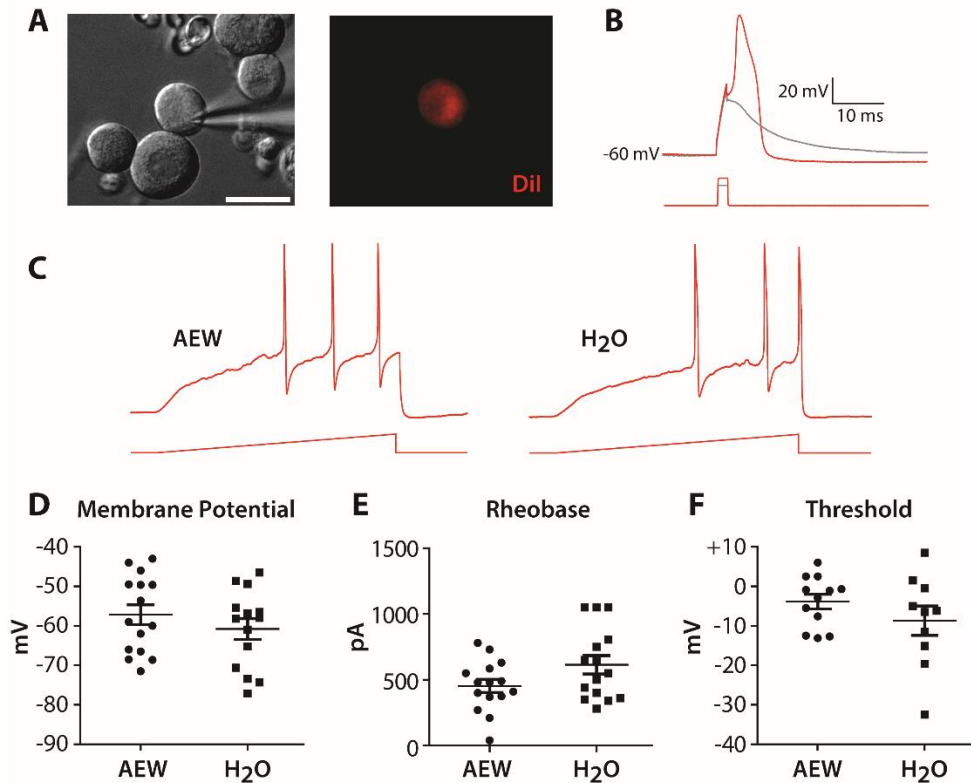 A
DiI
B
20 mV
10 ms
-60 mV
C
AEW
H2O
D Membrane Potential
-40
-50
-60
-70
-80
-90
mV
AEW H2O
E Rheobase
1500
1000
500
0
pA
AEW H2O
F Threshold
+10
0
-10
-20
-30
-40
mV
AEW H2O